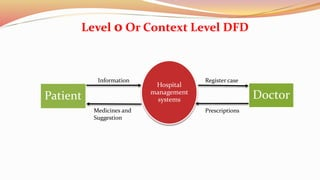 Level 0 Or Context Level DFD
Information
Register case
Hospital
management
systems
Patient
Doctor
Medicines and
Suggestion
Prescriptions